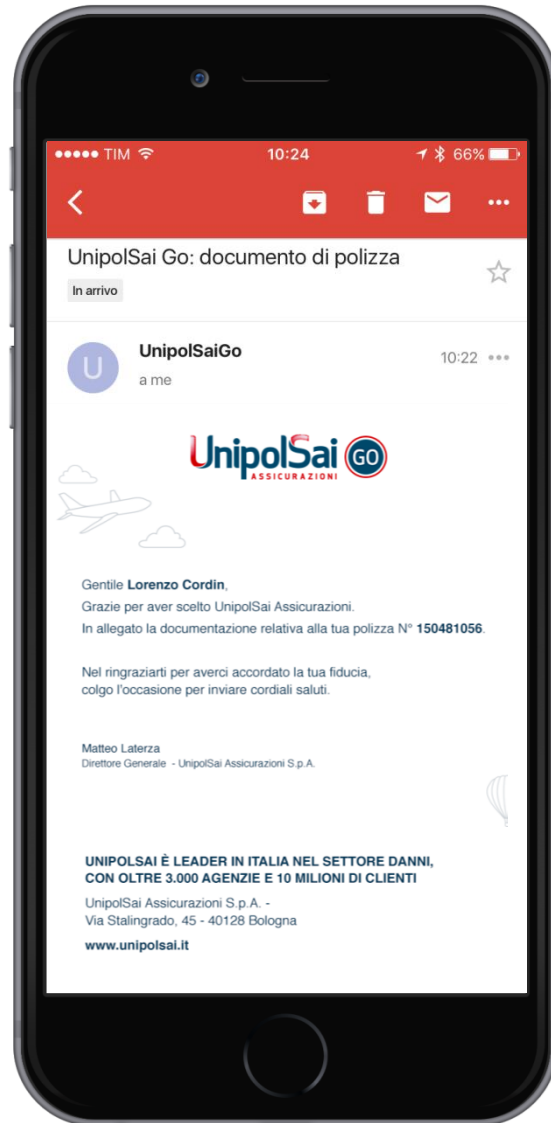 TIM 10:24 66%
UnipolSai Go: documento di polizza
In arrivo
U
UnipolSaiGo
10:22
a me
UnipolSai GO
ASSICURAZIONI
Gentile Lorenzo Cordin,
Grazie per aver scelto UnipolSai Assicurazioni.
In allegato la documentazione relativa alla tua polizza N° 150481056.
Nel ringraziarti per averci accordato la tua fiducia,
colgo l'occasione per inviare cordiali saluti.
Matteo Laterza
Direttore Generale - UnipolSai Assicurazioni S.p.A.
UNIPOLSAI È LEADER IN ITALIA NEL SETTORE DANNI,
CON OLTRE 3.000 AGENZIE E 10 MILIONI DI CLIENTI
UnipolSai Assicurazioni S.p.A. -
Via Stalingrado, 45 - 40128 Bologna
www.unipolsai.it